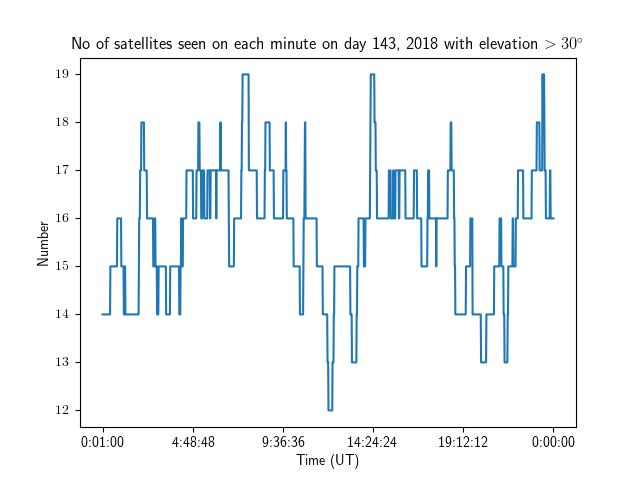 No of satellites seen on each minute on day 143, 2018 with elevation > 30°
19
18
17
16
15
14
13
12
Number
0:01:00 4:48:48 9:36:36 14:24:24 19:12:12 0:00:00
Time (UT)